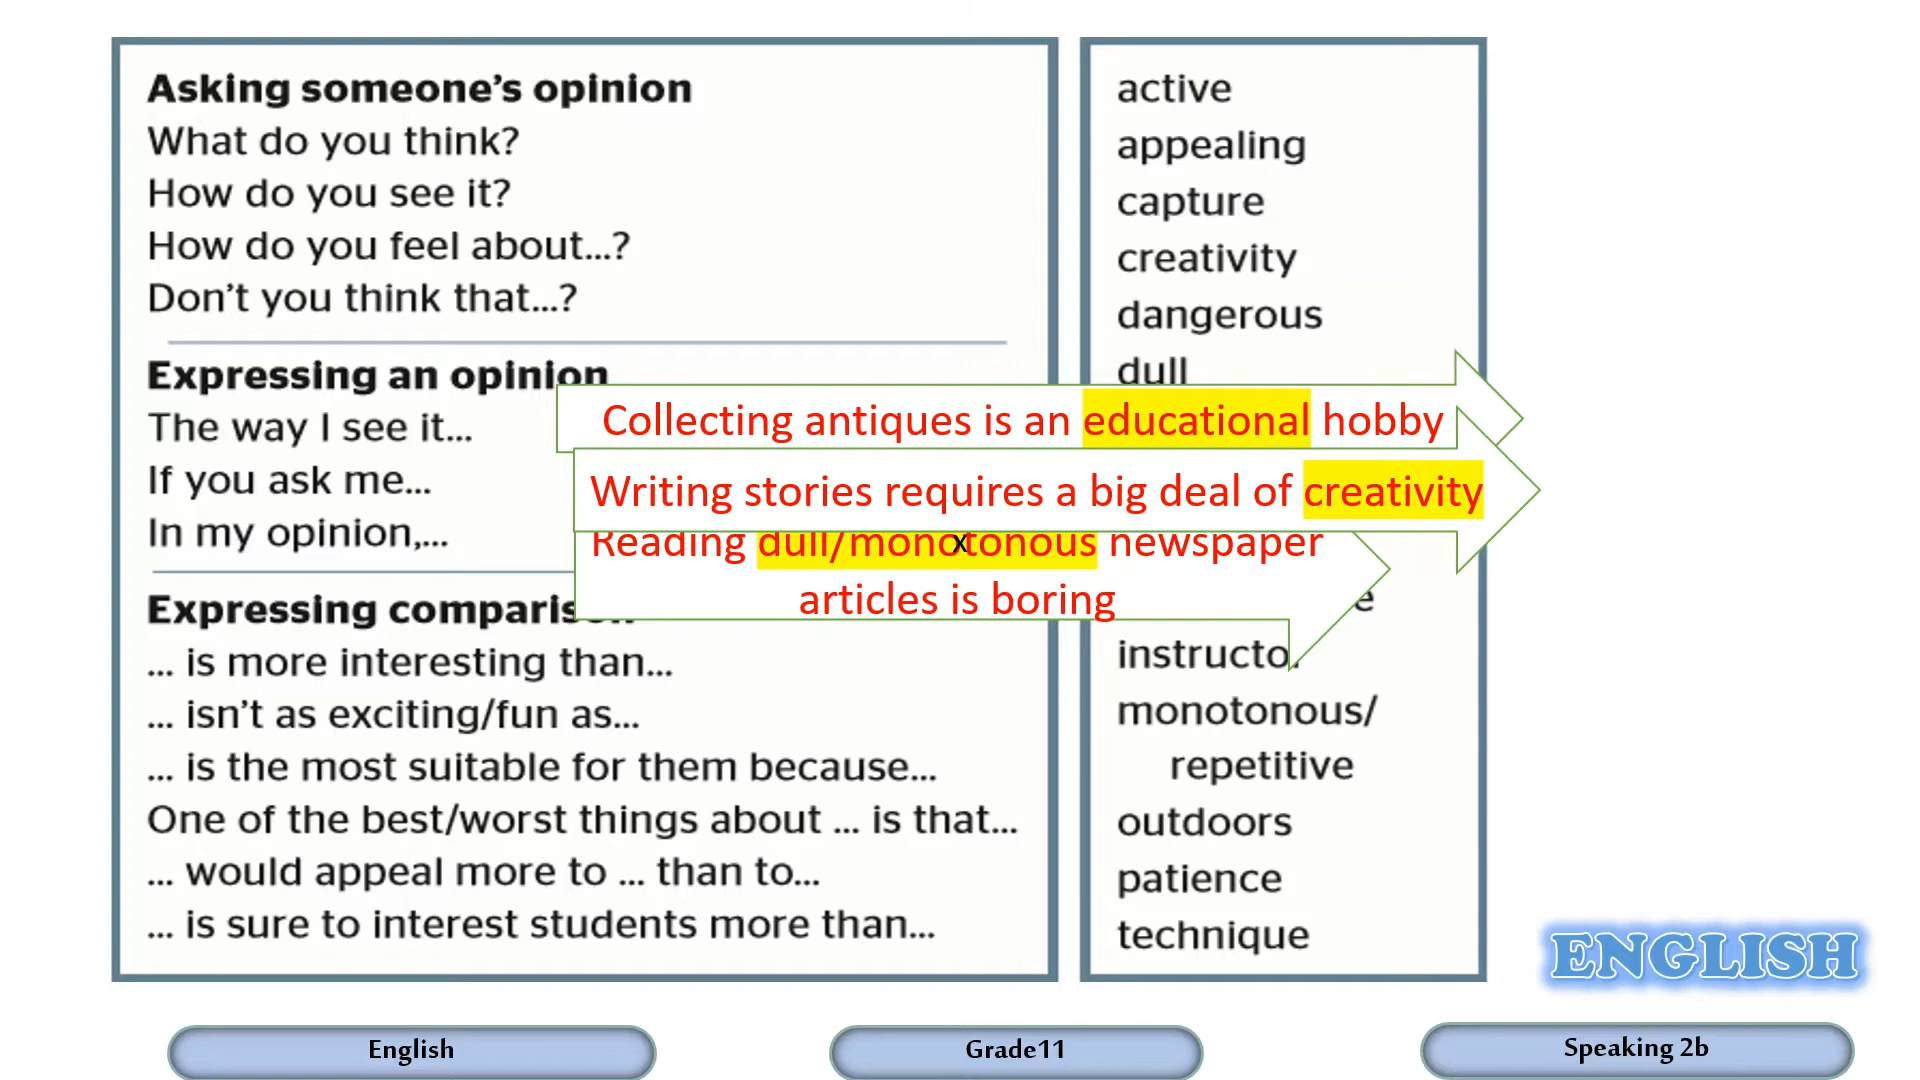 Asking someone's opinion
What do you think?
How do you see it?
How do you feel about...?
Don't you think that...?
Expressing an opinion
The way I see it...
If you ask me...
In my opinion,...
Expressing
... is more interesting than...
... isn't as exciting/fun as...
... is the most suitable for them because...
One of the best/worst things about ... is that...
... would appeal more to ... than to...
... is sure to interest students more than...
active
appealing
capture
creativity
dangerous
dull
Collecting antiques is an educational hobby
Writing stories requires a big deal of creativity
Reading dull/monotonous newspaper
articles is boring
monotonous/
repetitive
outdoors
patience
technique
ENGLISH
English
Grade11
Speaking 2b